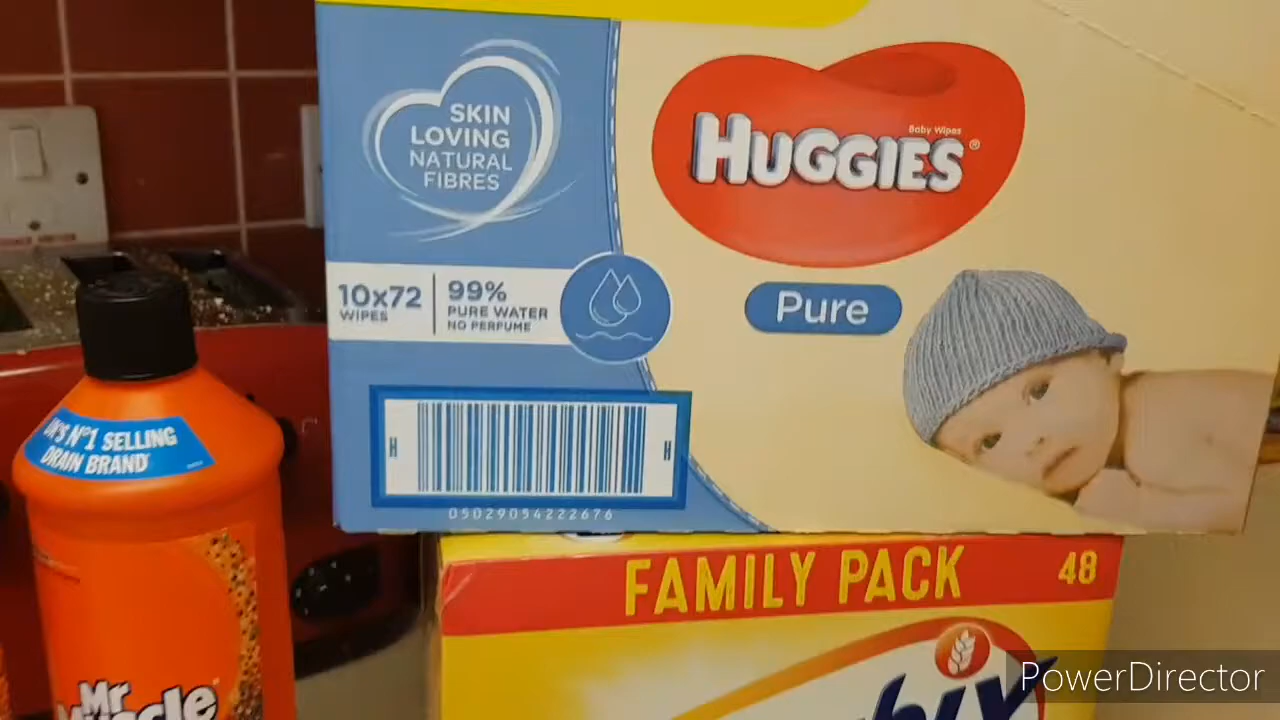 SKIN
LOVING
NATURAL
FIBRES
Baby Wipes
HUGGIES®
Pure
10x72
WIPES
99%
PURE WATER
NO PERFUME
H
H
05029054222676
UK'S Nº1 SELLING
DRAIN BRAND
Mr
Muscle
FAMILY PACK
48
PowerDirector